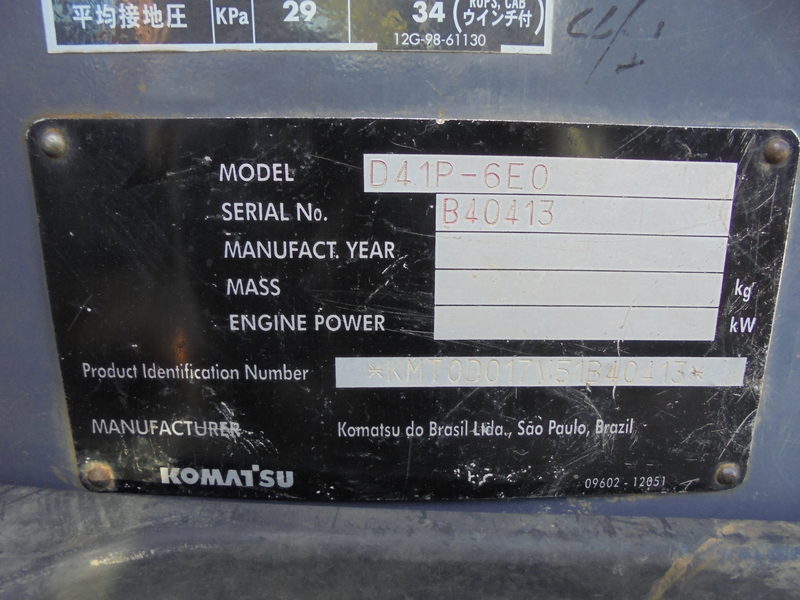 平均接地圧 KPa 29 34 (ROPS, CAB ウインチ付)
12G-98-61130
MODEL D41P-6E0
SERIAL No. B40413
MANUFACT. YEAR
MASS kg
ENGINE POWER kW
Product Identification Number
MANUFACTURER Komatsu do Brasil Ltda., São Paulo, Brazil
KOMATSU 09602 - 12851